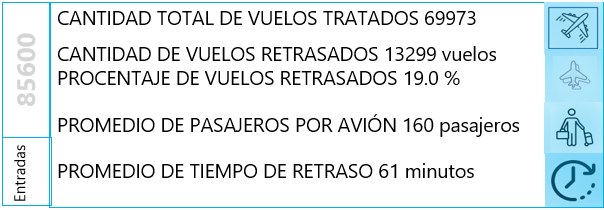 85600
Entradas
CANTIDAD TOTAL DE VUELOS TRATADOS 69973
CANTIDAD DE VUELOS RETRASADOS 13299 vuelos
PROCENTAJE DE VUELOS RETRASADOS 19.0 %
PROMEDIO DE PASAJEROS POR AVIÓN 160 pasajeros
PROMEDIO DE TIEMPO DE RETRASO 61 minutos